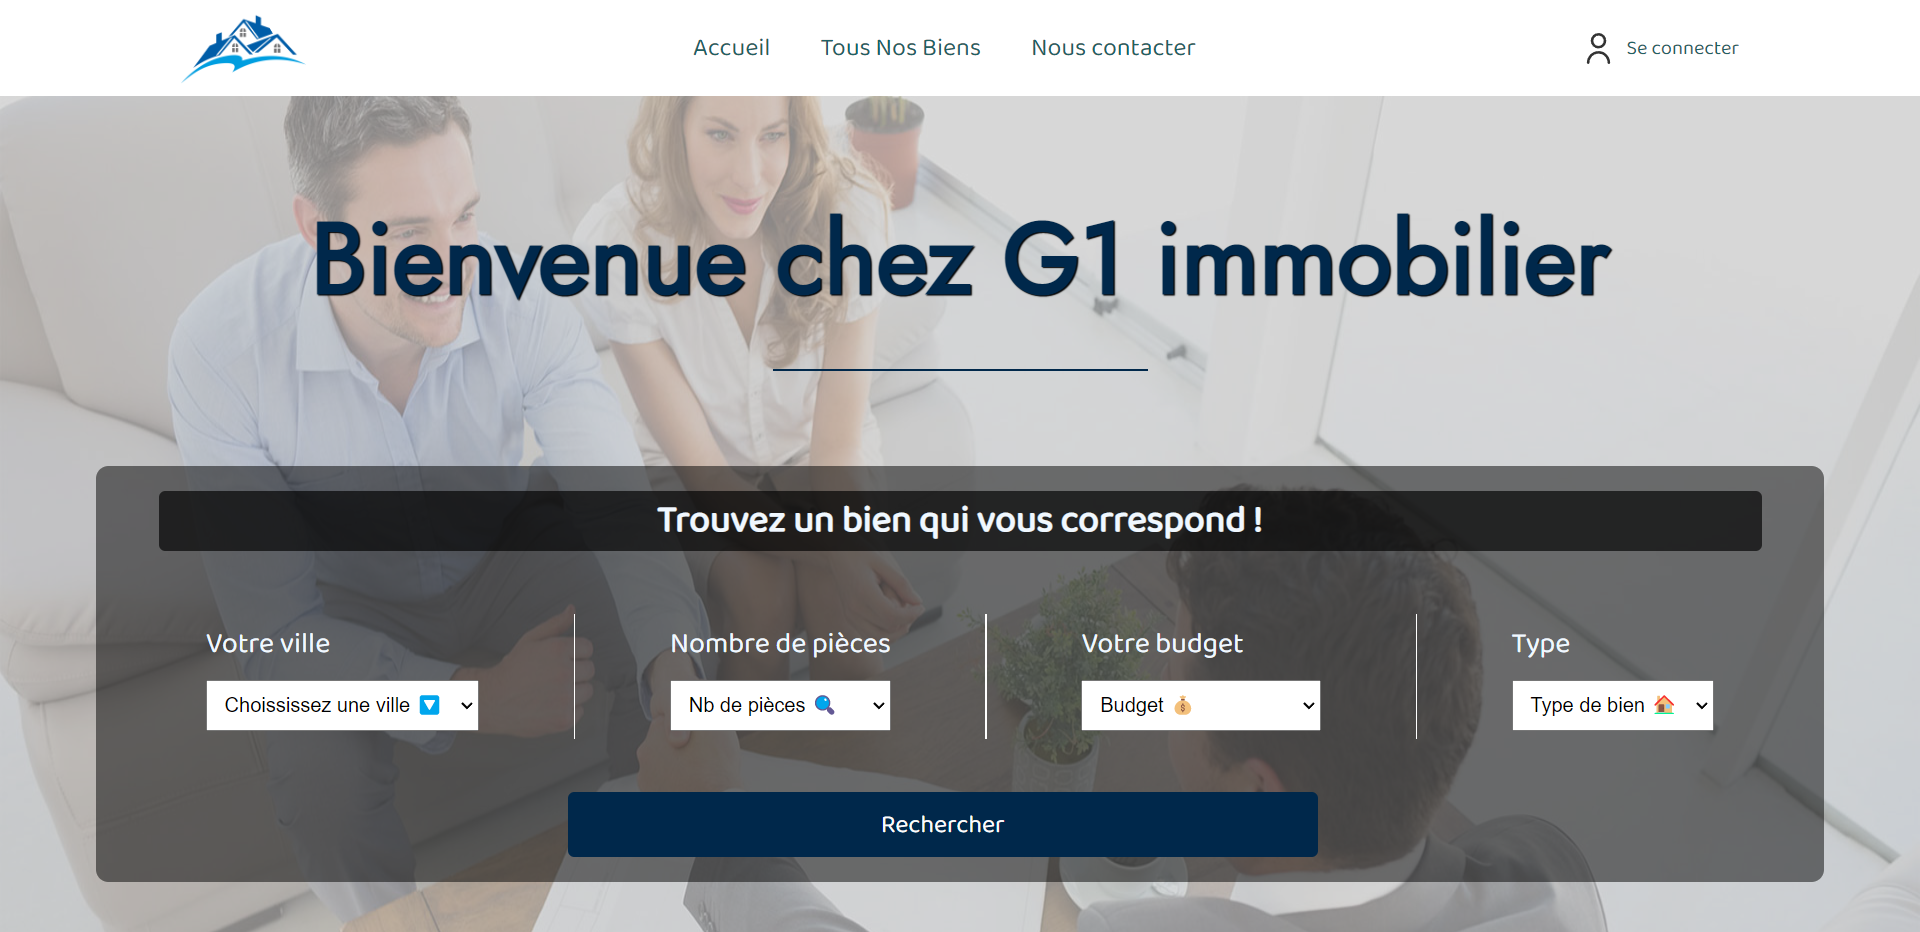 Accueil Tous Nos Biens Nous contacter Se connecter
Bienvenue chez G1 immobilier
Trouvez un bien qui vous correspond !
Votre ville Nombre de pièces Votre budget Type
Choississez une ville 🔽 Nb de pièces 🔍 Budget 💰 Type de bien 🏠
Rechercher